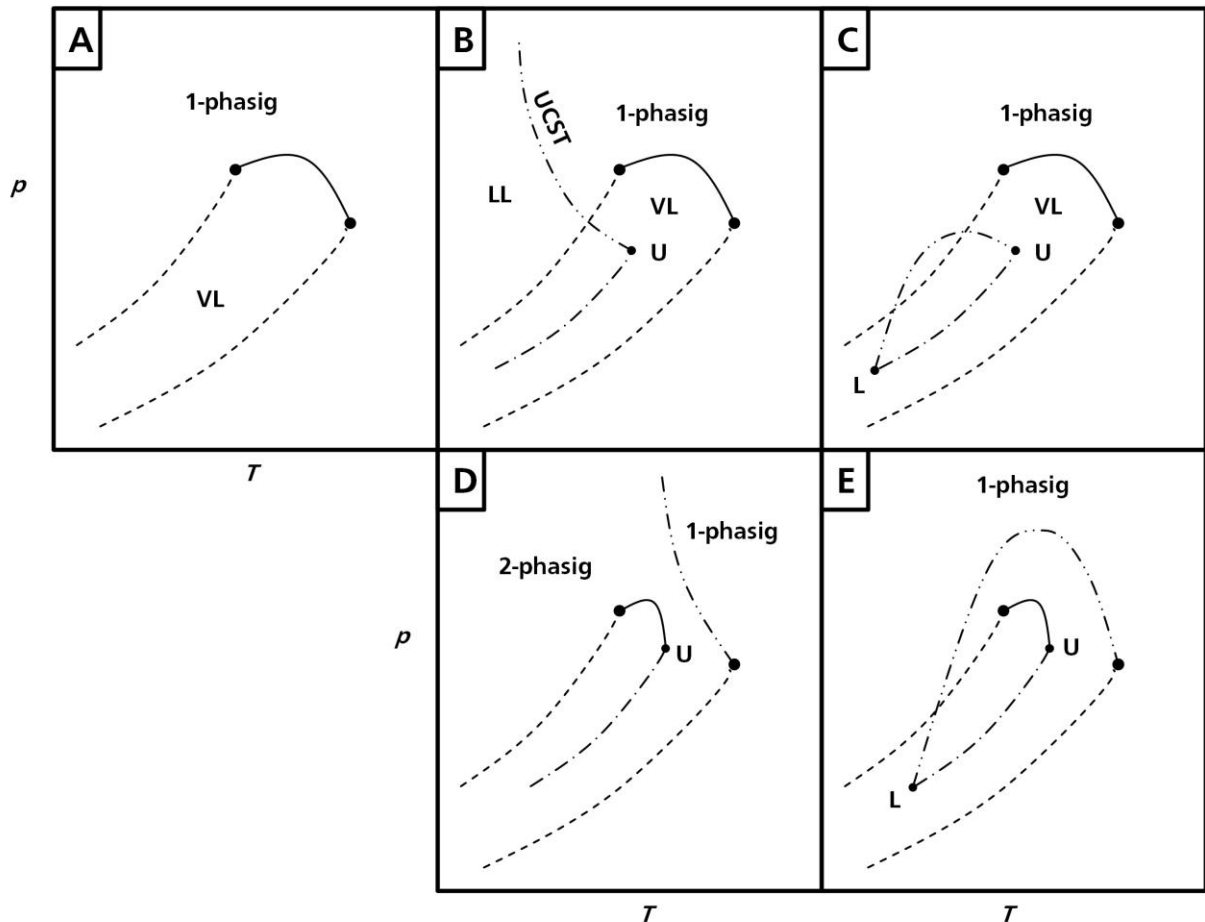 A
1-phasig
VL
p
T
B
UCST
1-phasig
LL
VL
U
C
1-phasig
VL
U
L
D
1-phasig
2-phasig
U
p
T
E
1-phasig
U
L
T